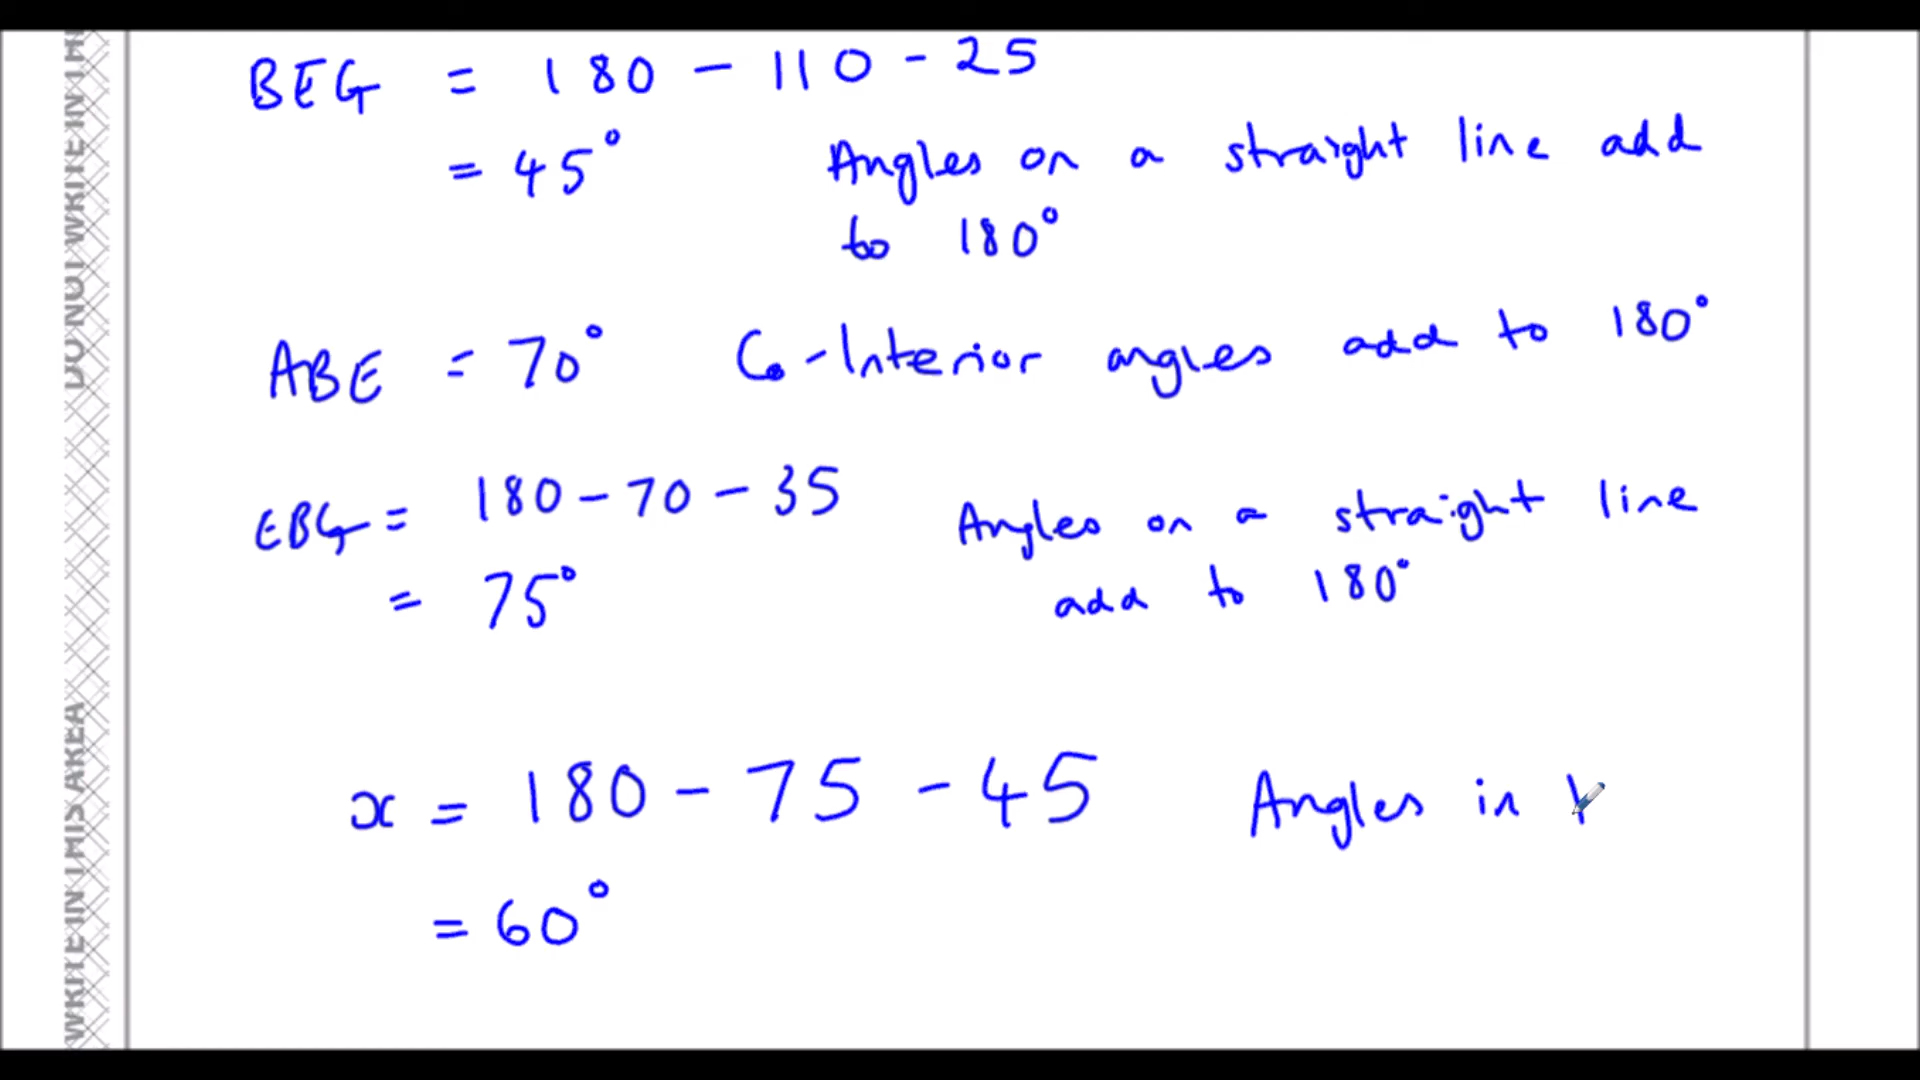 BEG = 180 - 110 - 25
= 45° Angles on a straight line add
to 180°
ABE = 70° Co-Interior angles add to 180°
EBG = 180 - 70 - 35 Angles on a straight line
= 75° add to 180°
x = 180 - 75 - 45 Angles in
= 60°
DO NOT WRITE IN TH
WRITE IN THIS AREA